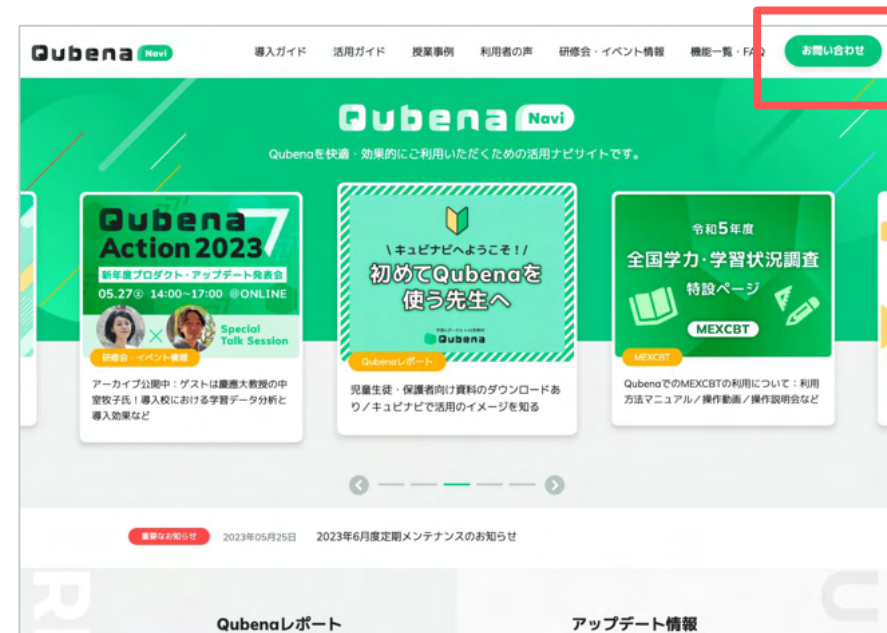 Qubena Navi
導入ガイド 活用ガイド 授業事例 利用者の声 研修会・イベント情報 機能一覧・FAQ お問い合わせ
Qubena Navi
Qubenaを快適・効果的にご利用いただくための活用ナビサイトです。
Qubena
Action 2023
7
新年度プロダクト・アップデート発表会
05.27㊏ 14:00~17:00 @ONLINE
×
Special
Talk Session
研修会・イベント情報
アーカイブ公開中：ゲストは慶應大教授の中
室牧子氏！導入校における学習データ分析と
導入効果など
\ キュビナビへようこそ！/
初めてQubenaを
使う先生へ
Qubena
Qubenaレポート
児童生徒・保護者向け資料のダウンロードあ
り／キュビナビで活用のイメージを知る
令和5年度
全国学力・学習状況調査
特設ページ
MEXCBT
MEXCBT
QubenaでのMEXCBTの利用について：利用
方法マニュアル／操作動画／操作説明会など
重要なお知らせ 2023年05月25日 2023年6月度定期メンテナンスのお知らせ
Qubenaレポート
アップデート情報